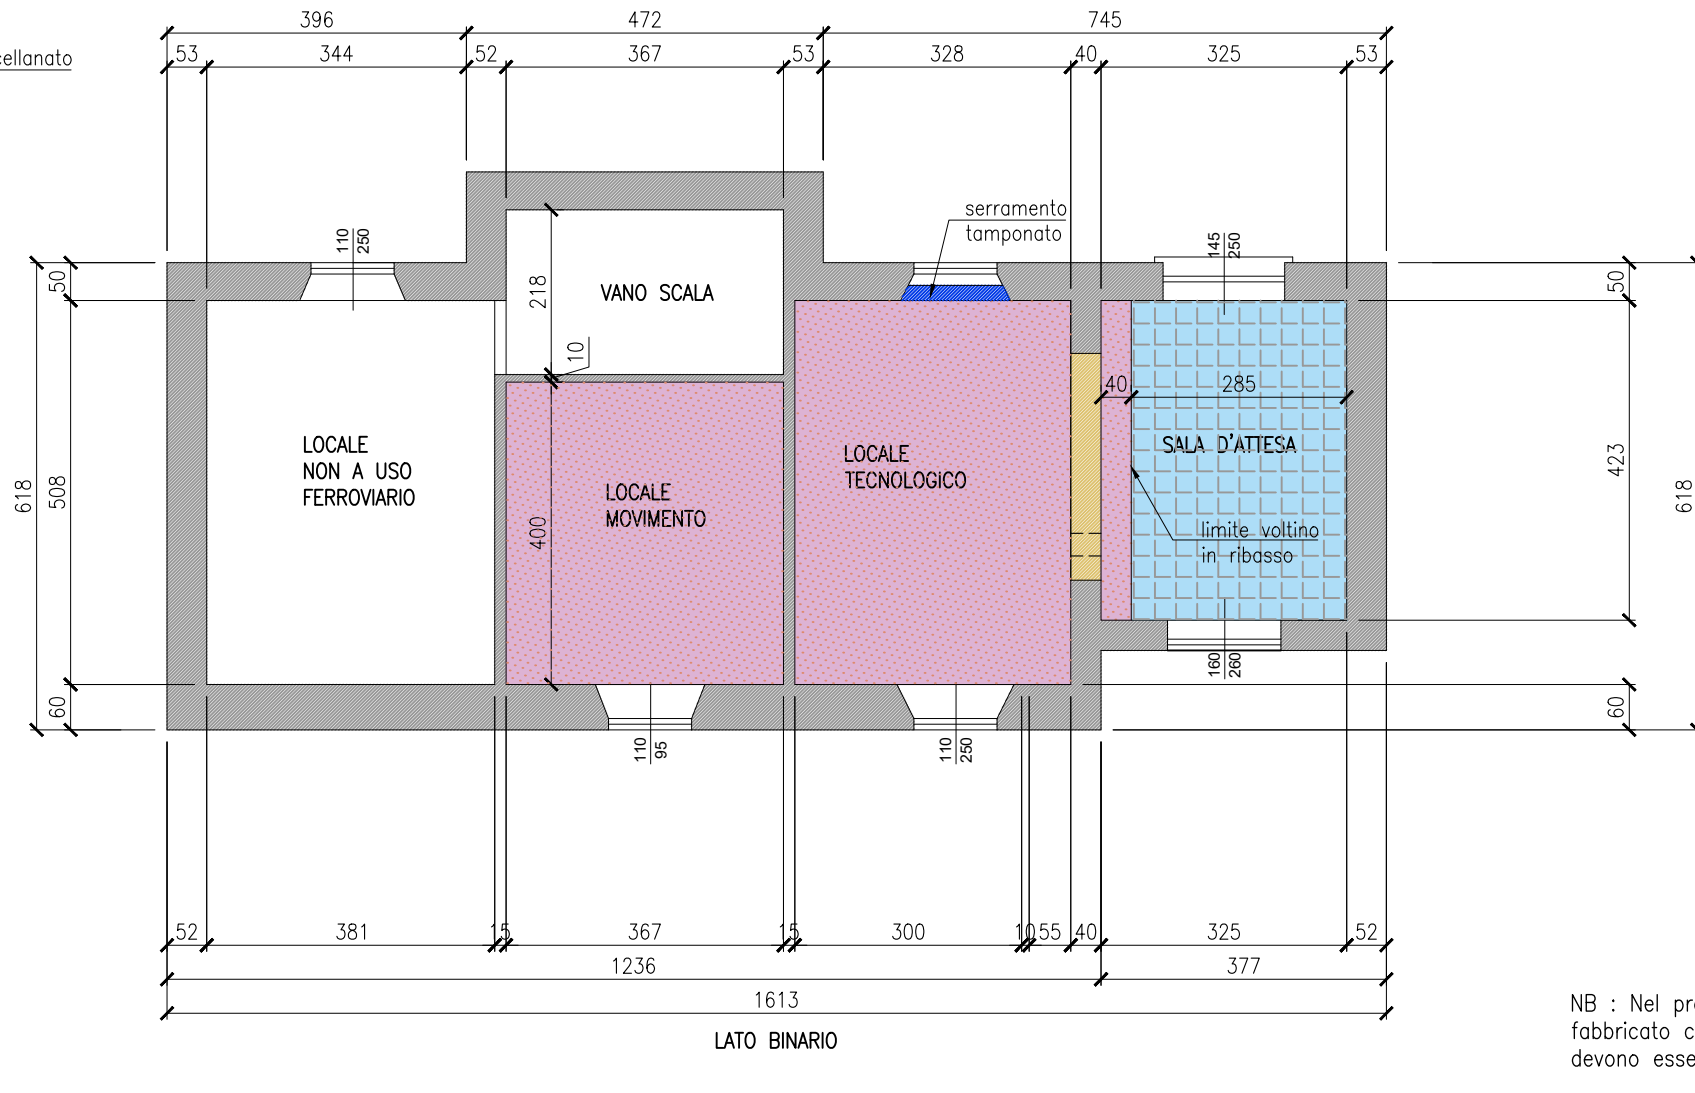 396 472 745
cellanato
53 344 52 367 53 328 40 325 53
serramento
tamponato
110
250
145
250
50
50
218
VANO SCALA
10
40 285
LOCALE
NON A USO
FERROVIARIO
LOCALE
TECNOLOGICO
SALA D'ATTESA
LOCALE
MOVIMENTO
618
508
400
423
618
limite voltino
in ribasso
60
60
160
260
110
95
110
250
52 381 15 367 15 300 10 55 40 325 52
1236 377
1613
LATO BINARIO
NB : Nel pr
fabbricato c
devono esse